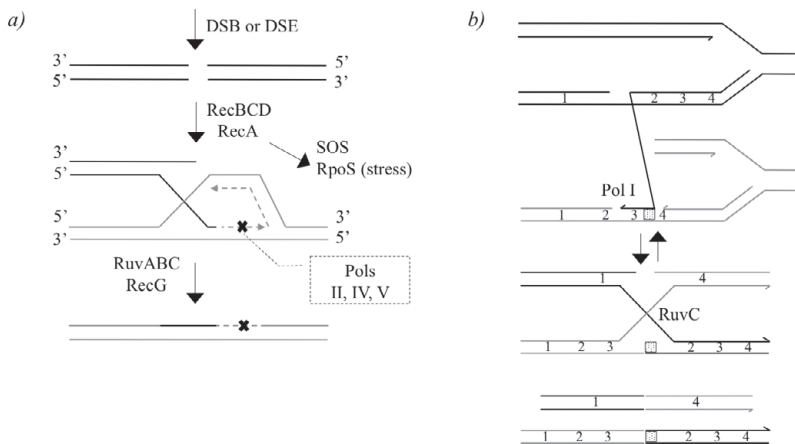 a)
DSB or DSE
3’ 5’
5’ 3’
RecBCD
RecA
SOS
RpoS (stress)
3’
5’
5’ 3’
3’ 5’
RuvABC
RecG
Pols
II, IV, V
b)
1 2 3 4
Pol I
1 2 3 4
1 4
RuvC
1 2 3 2 3 4
1 4
1 2 3 2 3 4